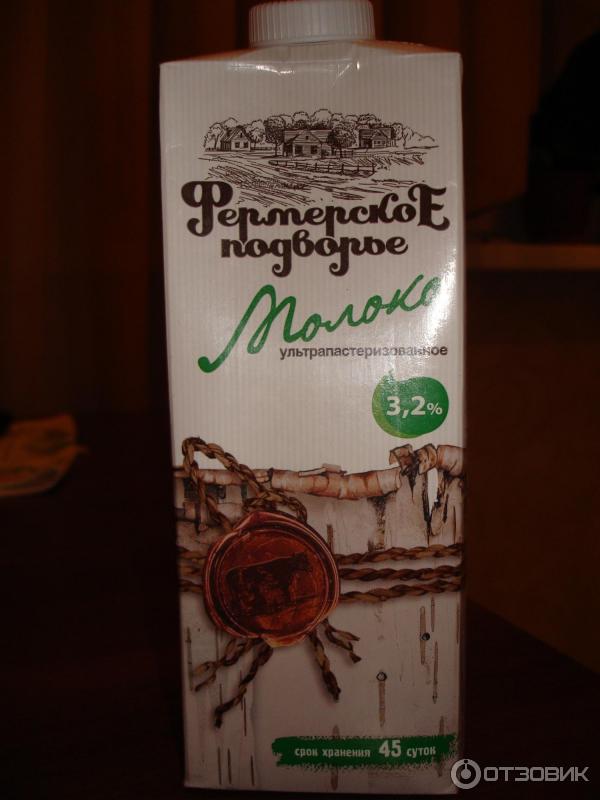 Фермерское
подворье
Молоко
ультрапастеризованное
3,2%
срок хранения 45 суток
ОТЗОВИК